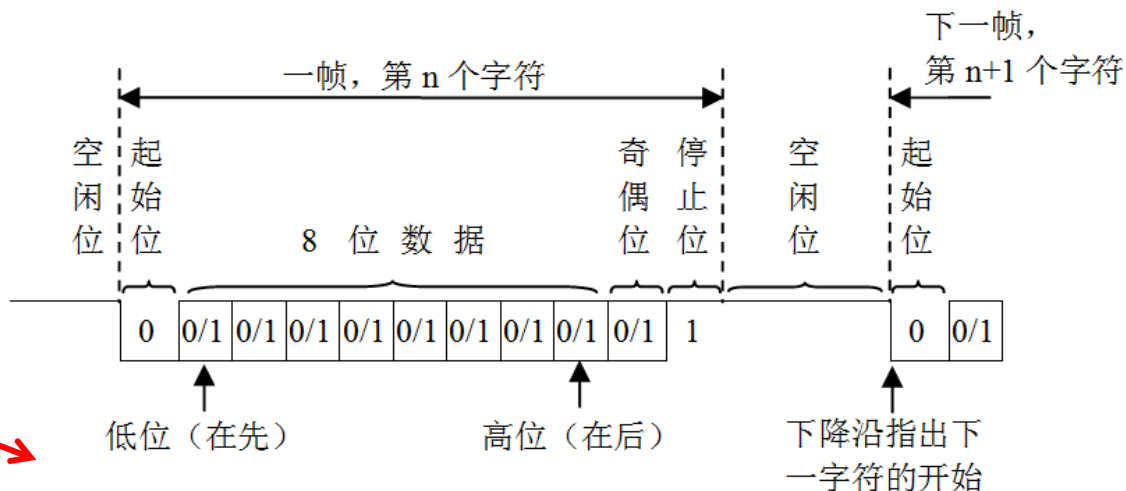 下一帧，
第 n+1 个字符
一帧，第 n 个字符
空闲位
起始位
8 位数据
奇偶位
停止位
空闲位
起始位
0 0/1 0/1 0/1 0/1 0/1 0/1 0/1 0/1 0/1 1 0 0/1
低位（在先）
高位（在后）
下降沿指出下
一字符的开始